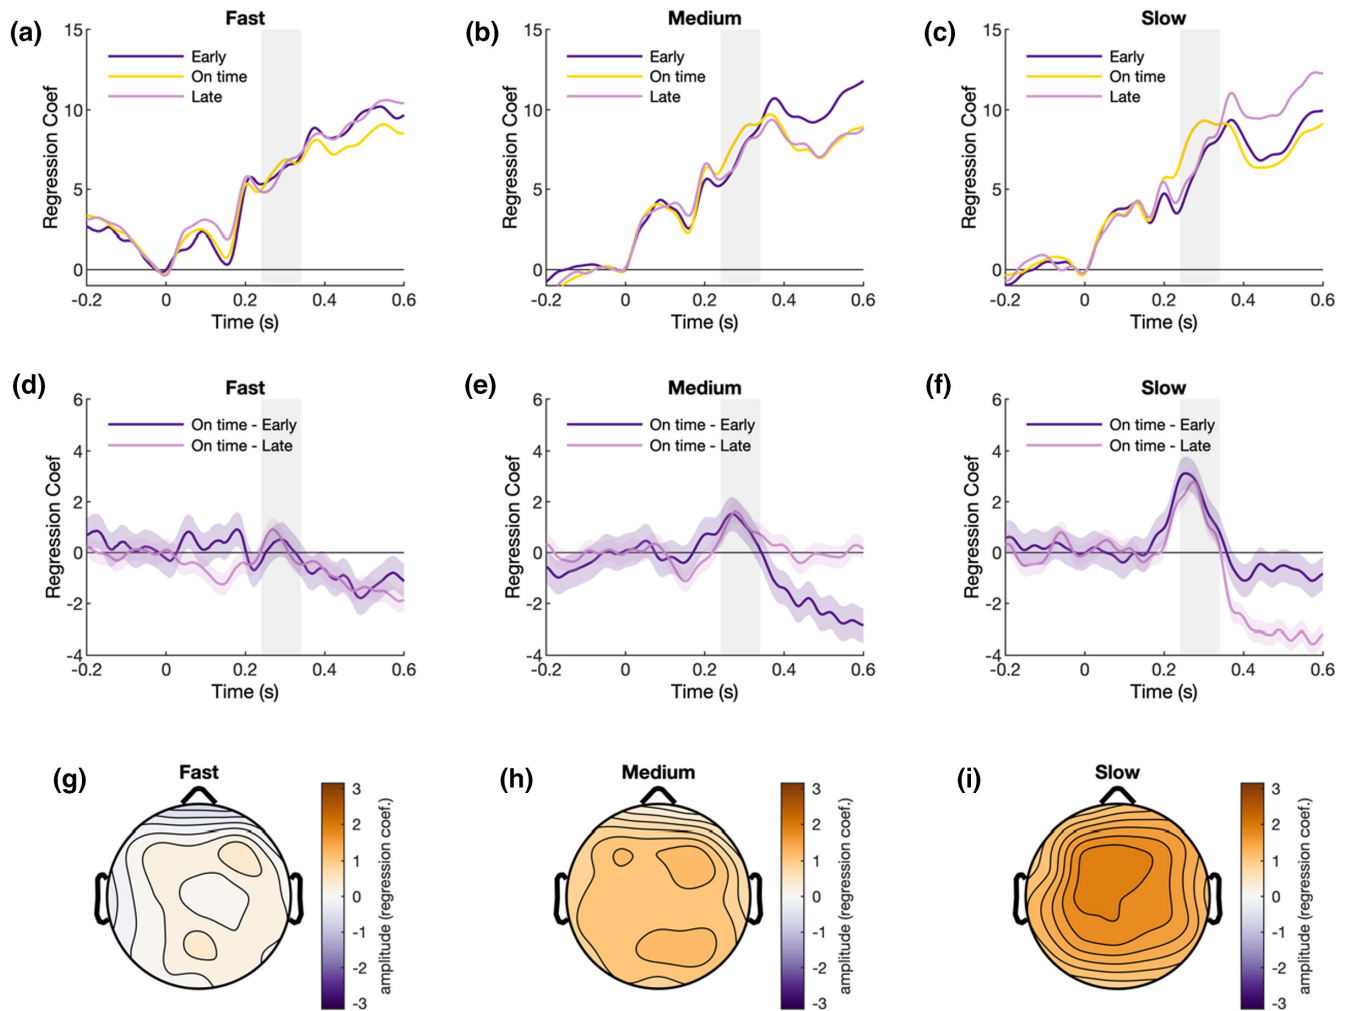 (a)
Fast
15
10
5
0
Regression Coef
Early
On time
Late
-0.2
0
0.2
0.4
0.6
Time (s)
(b)
Medium
15
10
5
0
Regression Coef
Early
On time
Late
-0.2
0
0.2
0.4
0.6
Time (s)
(c)
Slow
15
10
5
0
Regression Coef
Early
On time
Late
-0.2
0
0.2
0.4
0.6
Time (s)
(d)
Fast
6
4
2
0
-2
-4
Regression Coef
On time - Early
On time - Late
-0.2
0
0.2
0.4
0.6
Time (s)
(e)
Medium
6
4
2
0
-2
-4
Regression Coef
On time - Early
On time - Late
-0.2
0
0.2
0.4
0.6
Time (s)
(f)
Slow
6
4
2
0
-2
-4
Regression Coef
On time - Early
On time - Late
-0.2
0
0.2
0.4
0.6
Time (s)
(g)
Fast
3
2
1
0
-1
-2
-3
amplitude (regression coef.)
(h)
Medium
3
2
1
0
-1
-2
-3
amplitude (regression coef.)
(i)
Slow
3
2
1
0
-1
-2
-3
amplitude (regression coef.)